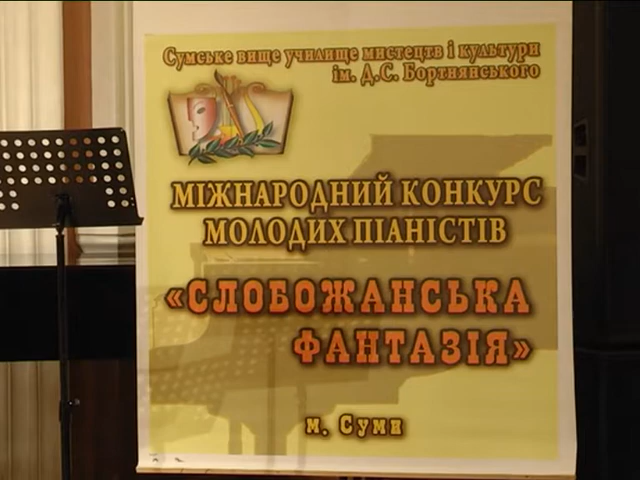 Сумське вище училище мистецтв і культури
ім. Д.С. Бортнянського
МІЖНАРОДНИЙ КОНКУРС
МОЛОДИХ ПІАНІСТІВ
«СЛОБОЖАНСЬКА
ФАНТАЗІЯ»
м. Суми